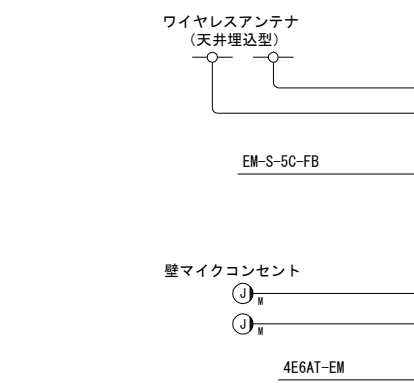 ワイヤレスアンテナ
（天井埋込型）
EM-S-5C-FB
壁マイクコンセント
J M
J M
4E6AT-EM